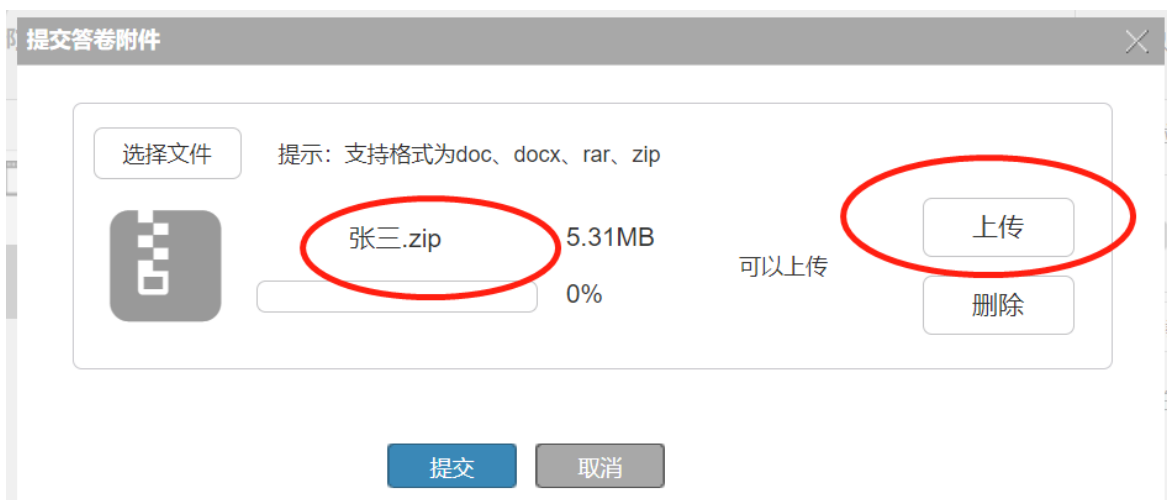 提交答卷附件
选择文件 提示：支持格式为doc、docx、rar、zip
张三.zip 5.31MB
上传
可以上传
0%
删除
提交 取消